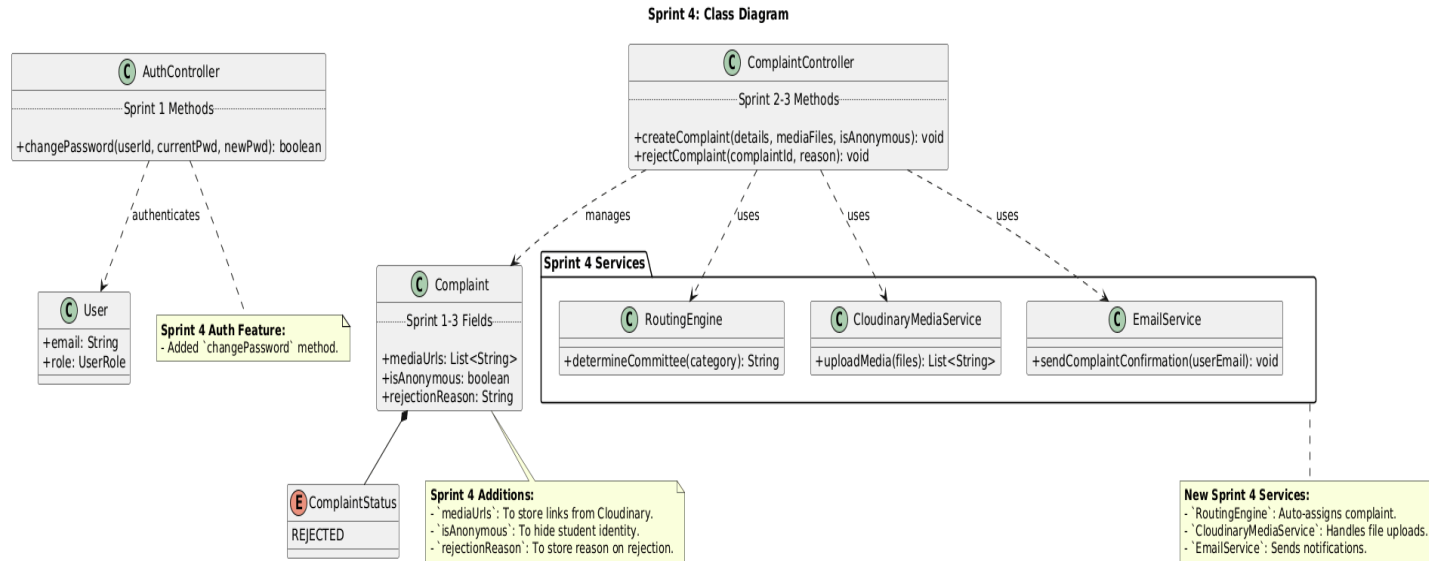 Sprint 4: Class Diagram
C AuthController
Sprint 1 Methods
+changePassword(userId, currentPwd, newPwd): boolean
C ComplaintController
Sprint 2-3 Methods
+createComplaint(details, mediaFiles, isAnonymous): void
+rejectComplaint(complaintId, reason): void
authenticates
manages
uses
uses
uses
C User
+email: String
+role: UserRole
Sprint 4 Auth Feature:
- Added `changePassword` method.
C Complaint
Sprint 1-3 Fields
+mediaUrls: List<String>
+isAnonymous: boolean
+rejectionReason: String
Sprint 4 Services
C RoutingEngine
+determineCommittee(category): String
C CloudinaryMediaService
+uploadMedia(files): List<String>
C EmailService
+sendComplaintConfirmation(userEmail): void
E ComplaintStatus
REJECTED
Sprint 4 Additions:
- `mediaUrls`: To store links from Cloudinary.
- `isAnonymous`: To hide student identity.
- `rejectionReason`: To store reason on rejection.
New Sprint 4 Services:
- `RoutingEngine`: Auto-assigns complaint.
- `CloudinaryMediaService`: Handles file uploads.
- `EmailService`: Sends notifications.